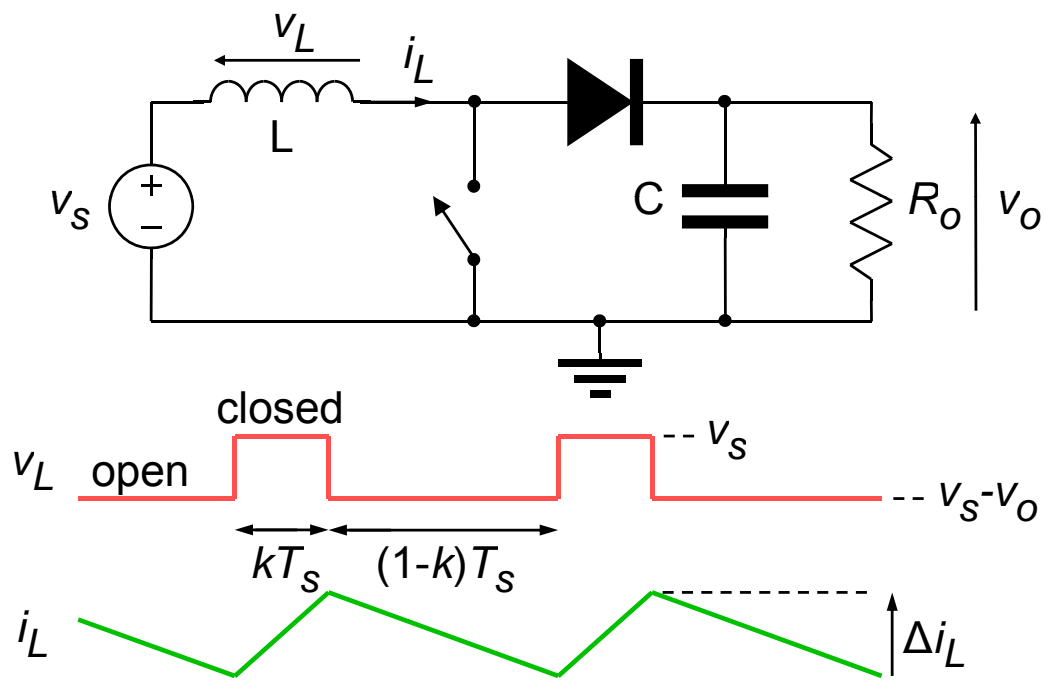 v_L
i_L
L
+
−
v_s
C
R_o
v_o
closed
v_s
v_L
open
v_s-v_o
kT_s
(1-k)T_s
i_L
Δi_L